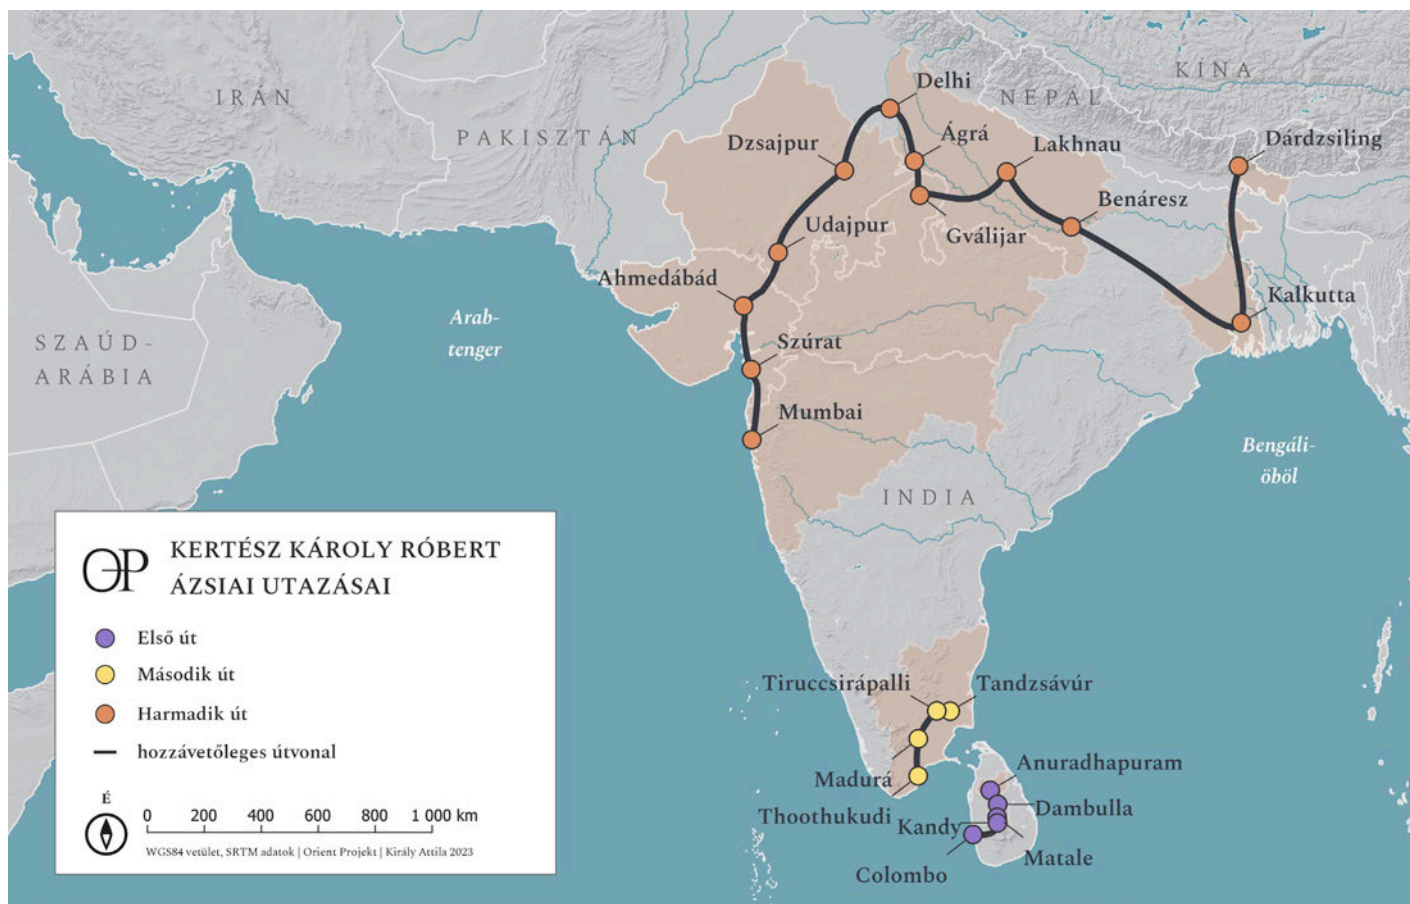 IRÁN
PAKISZTÁN
NEPÁL
KÍNA
Delhi
Ágrá
Lakhnau
Dárdzsiling
Dzsajpur
Benáresz
Udajpur
Gválijar
Ahmedábád
Kalkutta
SZAÚD-
ARÁBIA
Arab-
tenger
Szúrat
Mumbai
Bengáli-
öböl
INDIA
Tiruccsirápalli
Tandzsávúr
Madurá
Thoothukudi
Anuradhapuram
Dambulla
Kandy
Matale
Colombo
OP
KERTÉSZ KÁROLY RÓBERT
ÁZSIAI UTAZÁSAI
Első út
Második út
Harmadik út
hozzávetőleges útvonal
É
0 200 400 600 800 1 000 km
WGS84 vetület, SRTM adatok | Orient Projekt | Király Attila 2023